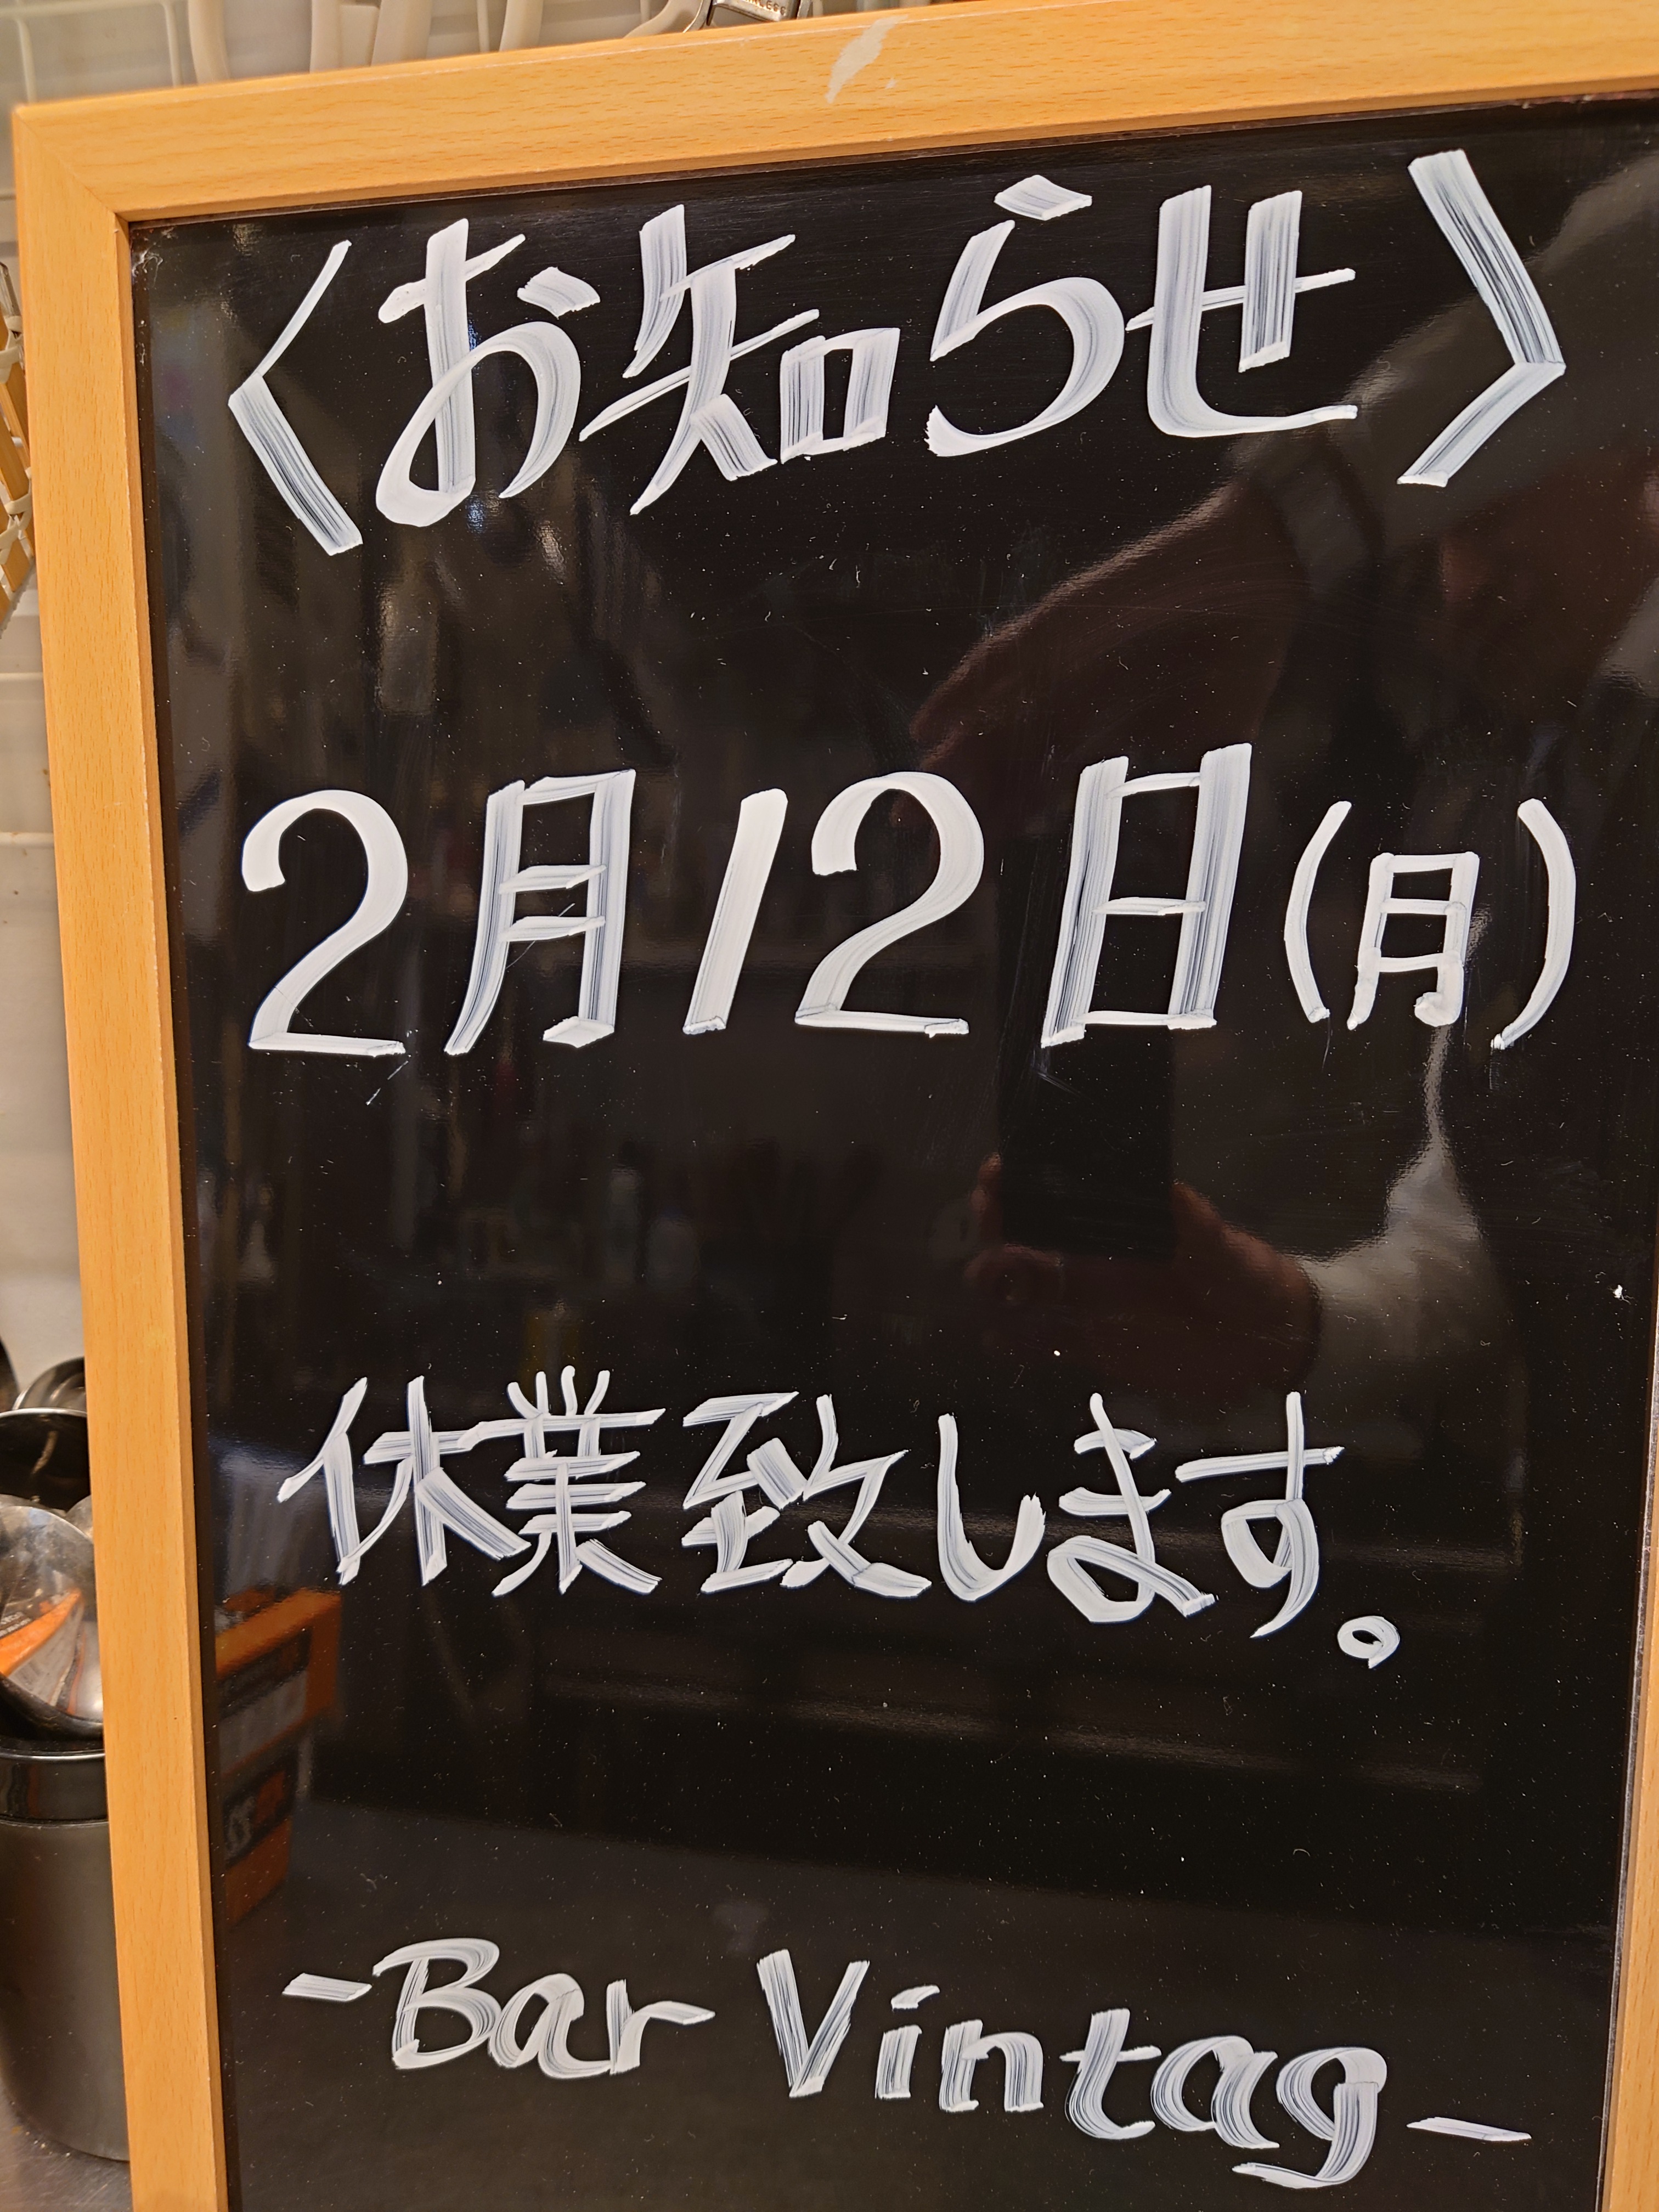 〈お知らせ〉
2月12日(月)
休業致します。
-Bar Vintag-